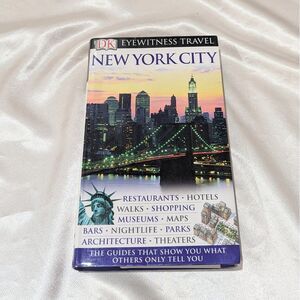 DK EYEWITNESS TRAVEL
NEW YORK CITY
RESTAURANTS • HOTELS
WALKS • SHOPPING
MUSEUMS • MAPS
BARS • NIGHTLIFE • PARKS
ARCHITECTURE • THEATERS
THE GUIDES THAT SHOW YOU WHAT
OTHERS ONLY TELL YOU